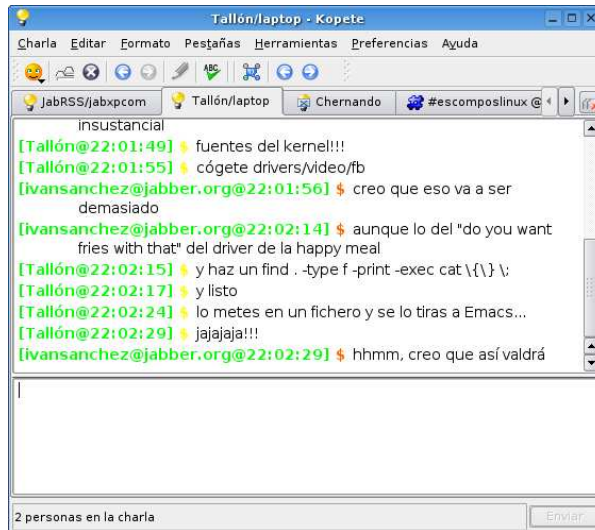 Tallón/laptop - Kopete
Charla Editar Formato Pestañas Herramientas Preferencias Ayuda
ABC
JabRSS/jabxpcom Tallón/laptop Chernando #escomposlinux @
insustancial
[Tallón@22:01:49] $ fuentes del kernel!!!
[Tallón@22:01:55] $ cógete drivers/video/fb
[ivansanchez@jabber.org@22:01:56] $ creo que eso va a ser
demasiado
[ivansanchez@jabber.org@22:02:14] $ aunque lo del "do you want
fries with that" del driver de la happy meal
[Tallón@22:02:15] $ y haz un find . -type f -print -exec cat \{\} \;
[Tallón@22:02:17] $ y listo
[Tallón@22:02:24] $ lo metes en un fichero y se lo tiras a Emacs...
[Tallón@22:02:29] $ jajajaja!!!
[ivansanchez@jabber.org@22:02:29] $ hhmm, creo que así valdrá
2 personas en la charla
Enviar